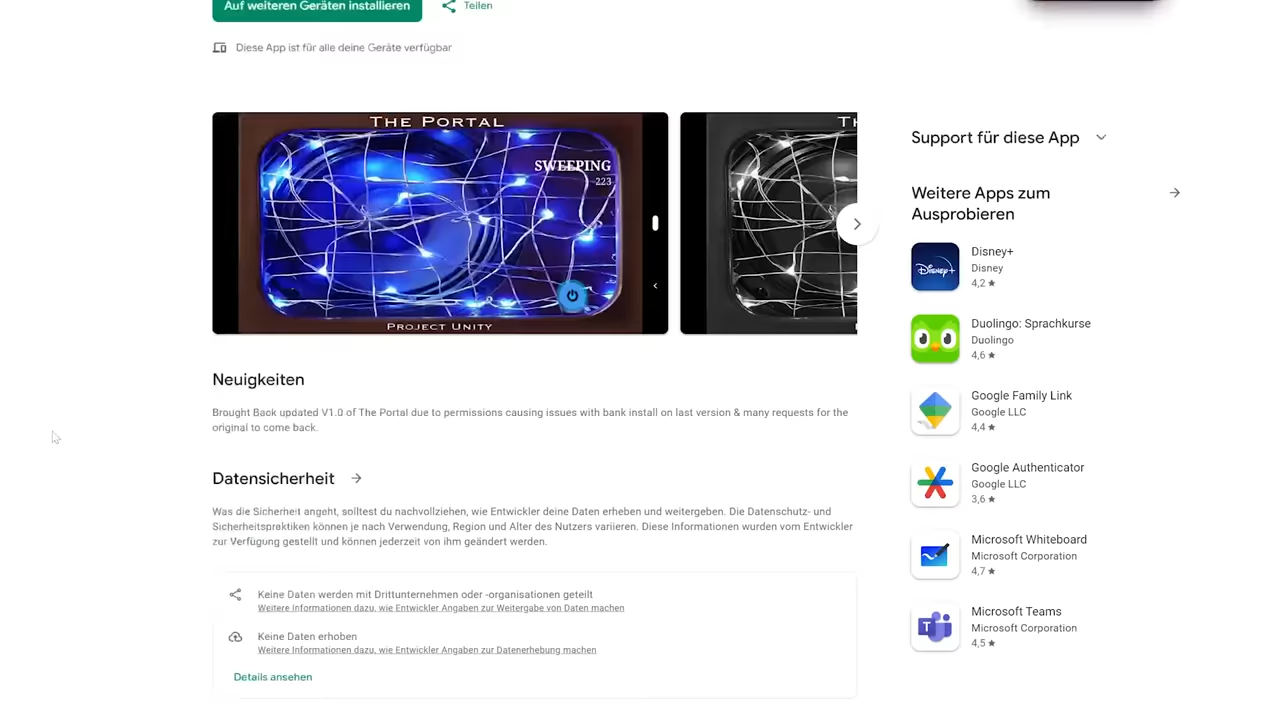 Auf weiteren Geräten installieren
Teilen
Diese App ist für alle deine Geräte verfügbar
THE PORTAL
SWEEPING
223
PROJECT UNITY
Support für diese App
Weitere Apps zum
Ausprobieren
Disney+
Disney+
Disney
4,2 ★
Duolingo: Sprachkurse
Duolingo
4,6 ★
Google Family Link
Google LLC
4,4 ★
Google Authenticator
Google LLC
3,6 ★
Microsoft Whiteboard
Microsoft Corporation
4,7 ★
T
Microsoft Teams
Microsoft Corporation
4,5 ★
Neuigkeiten
Brought Back updated V1.0 of The Portal due to permissions causing issues with bank install on last version & many requests for the
original to come back.
Datensicherheit
Was die Sicherheit angeht, solltest du nachvollziehen, wie Entwickler deine Daten erheben und weitergeben. Die Datenschutz- und
Sicherheitspraktiken können je nach Verwendung, Region und Alter des Nutzers variieren. Diese Informationen wurden vom Entwickler
zur Verfügung gestellt und können jederzeit von ihm geändert werden.
Keine Daten werden mit Drittunternehmen oder -organisationen geteilt
Weitere Informationen dazu, wie Entwickler Angaben zur Weitergabe von Daten machen
Keine Daten erhoben
Weitere Informationen dazu, wie Entwickler Angaben zur Datenerhebung machen
Details ansehen